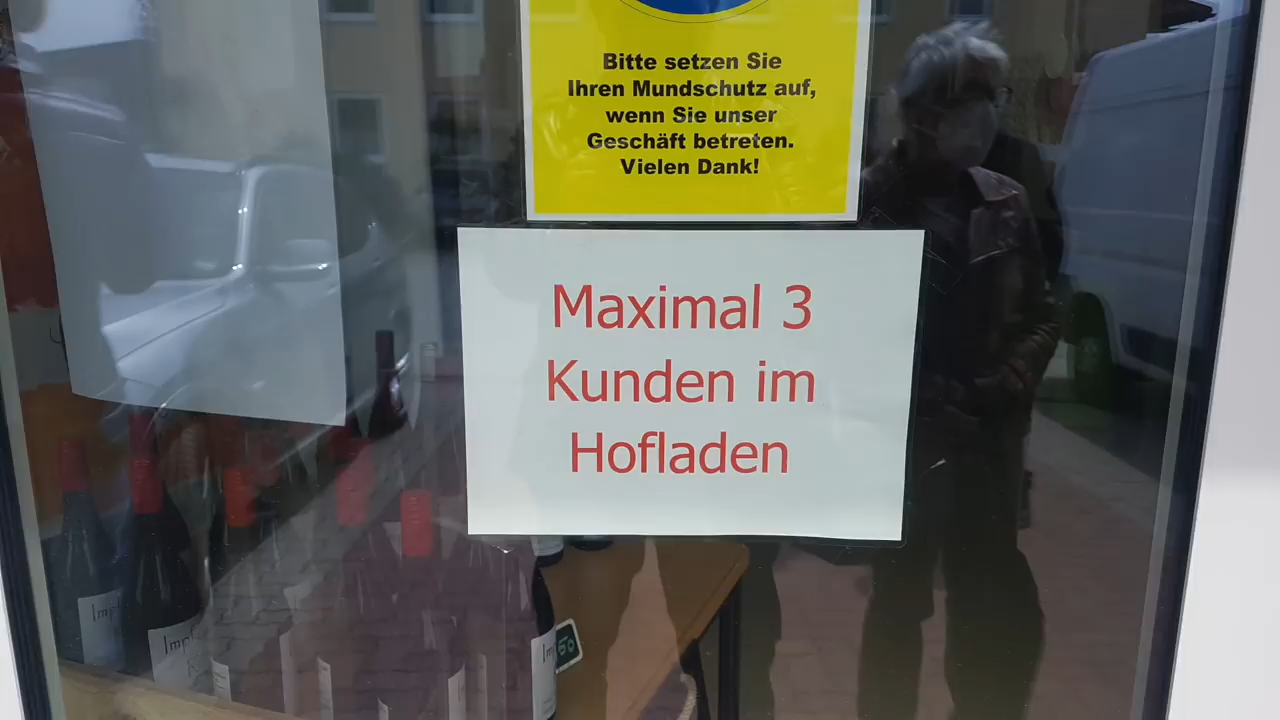 Bitte setzen Sie
Ihren Mundschutz auf,
wenn Sie unser
Geschäft betreten.
Vielen Dank!
Maximal 3
Kunden im
Hofladen